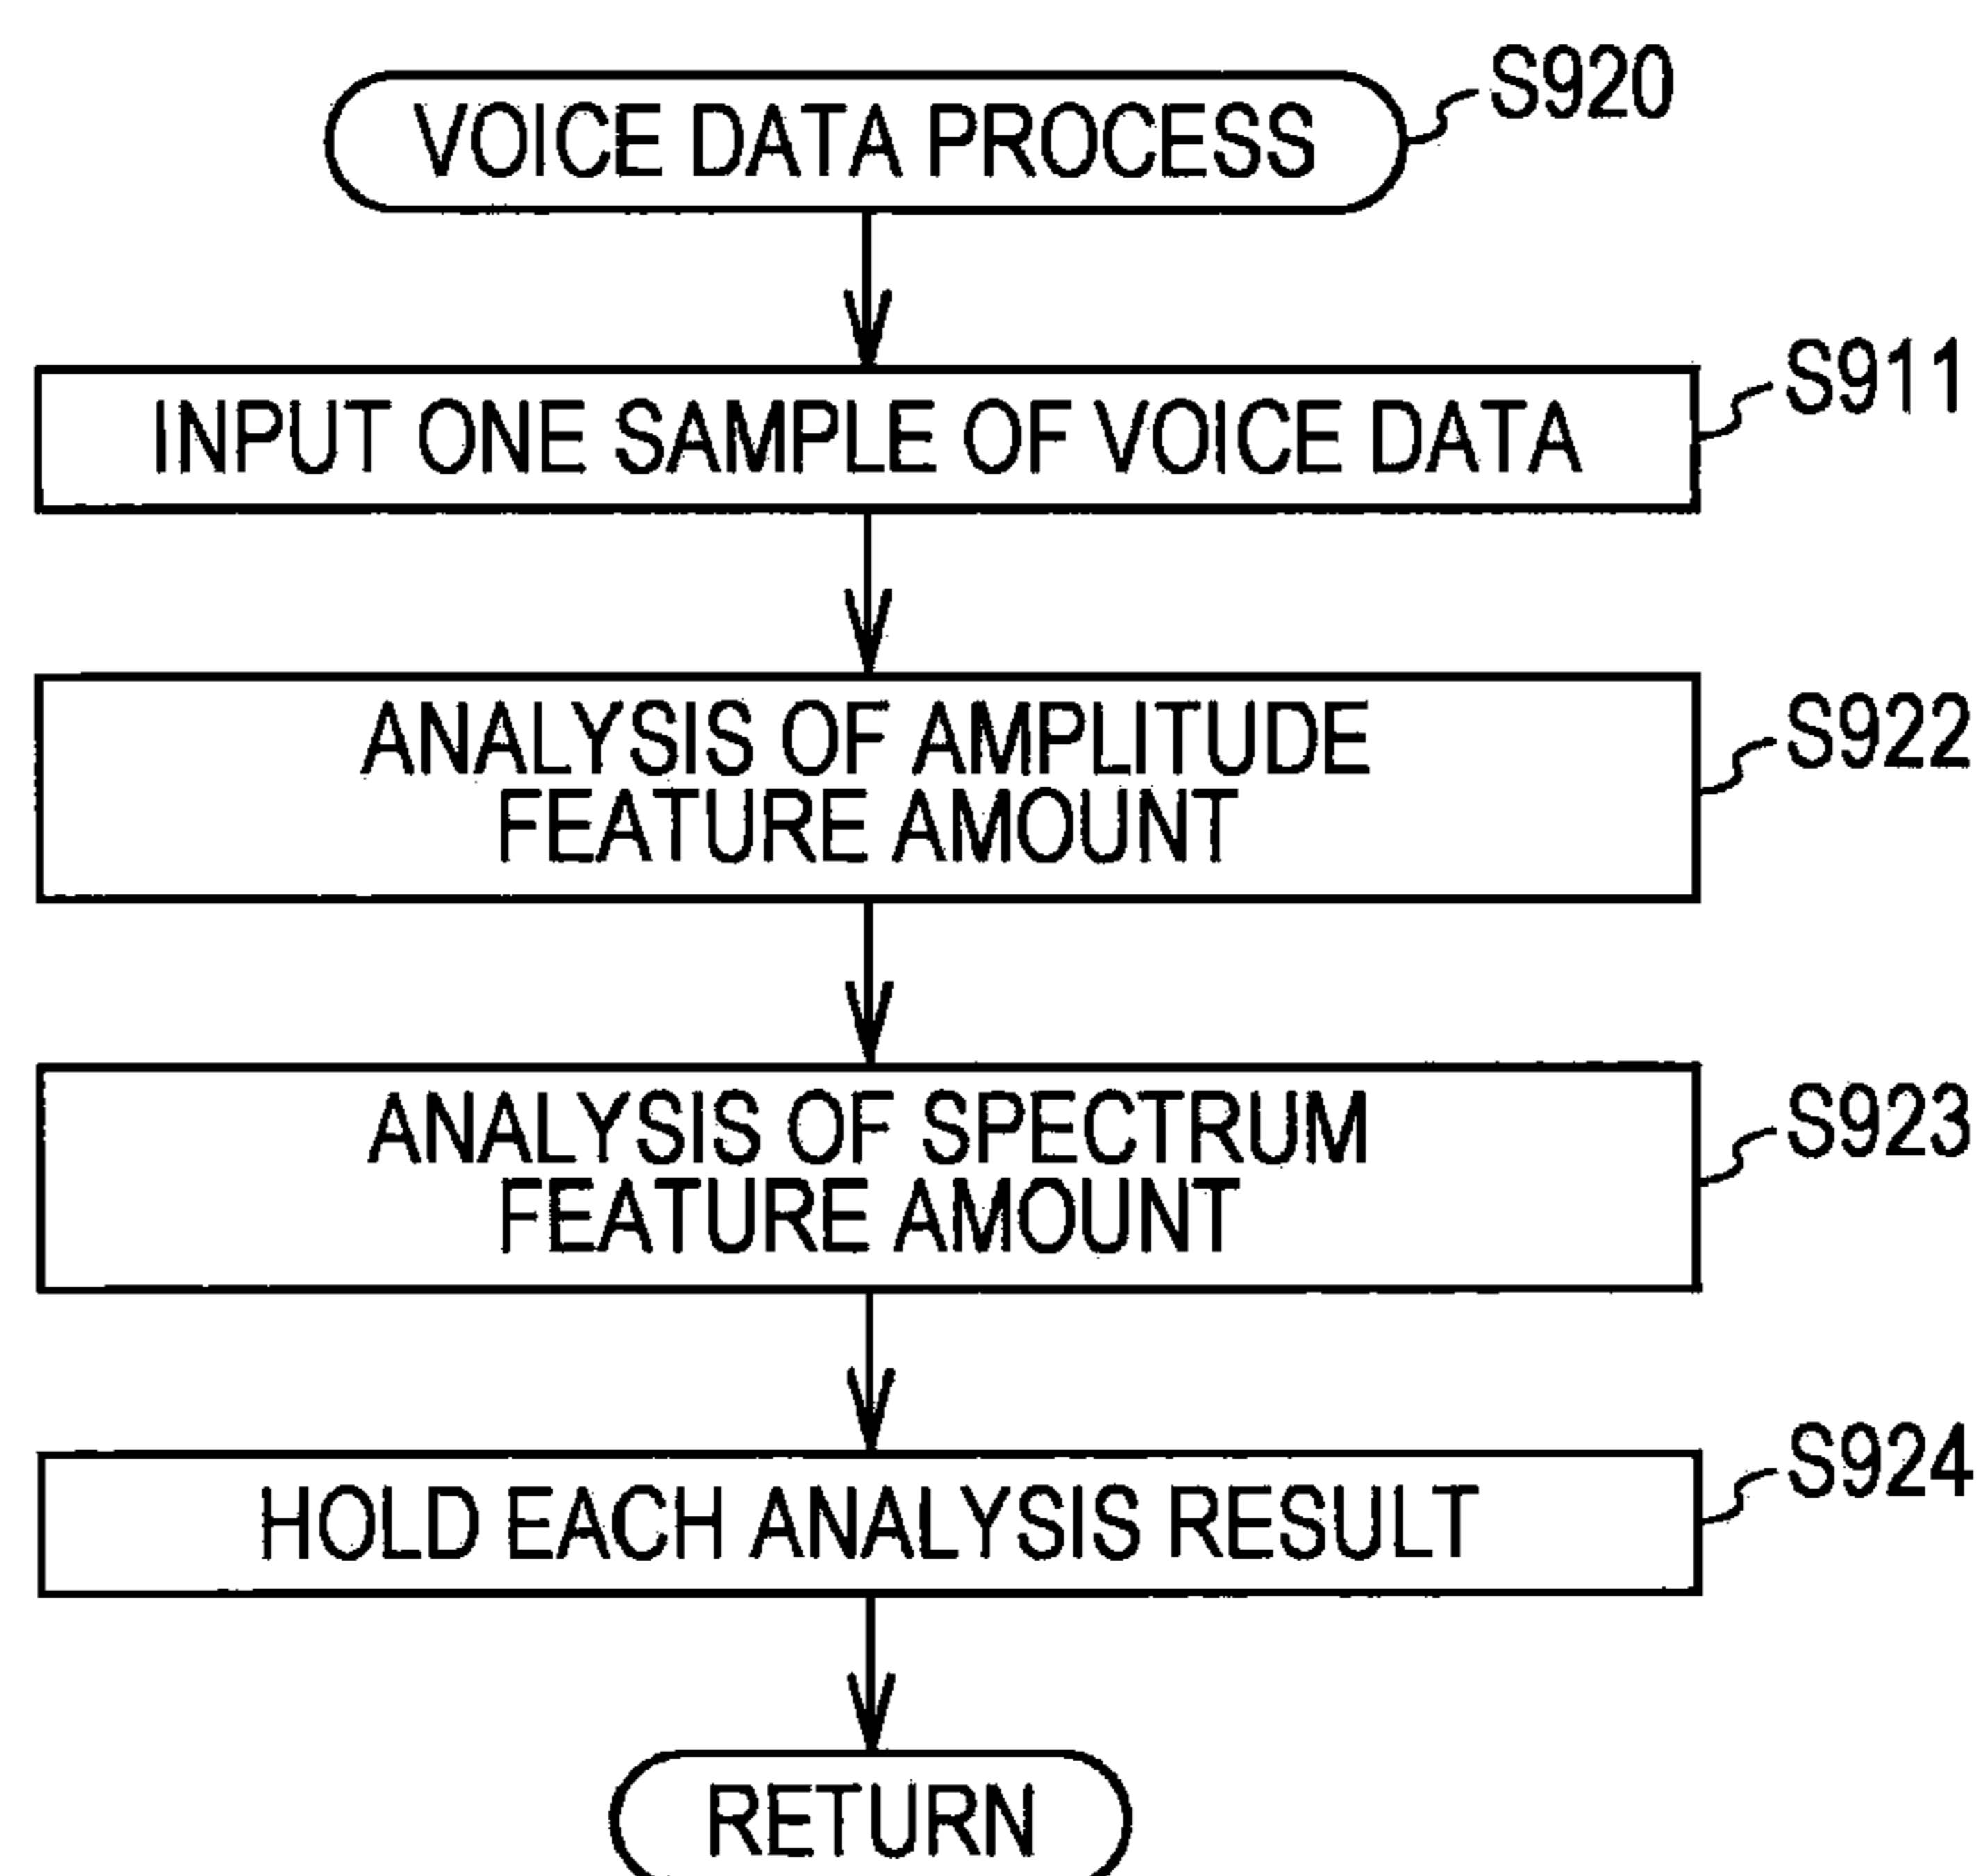 VOICE DATA PROCESS
S920
INPUT ONE SAMPLE OF VOICE DATA
S911
ANALYSIS OF AMPLITUDE
FEATURE AMOUNT
S922
ANALYSIS OF SPECTRUM
FEATURE AMOUNT
S923
HOLD EACH ANALYSIS RESULT
S924
RETURN